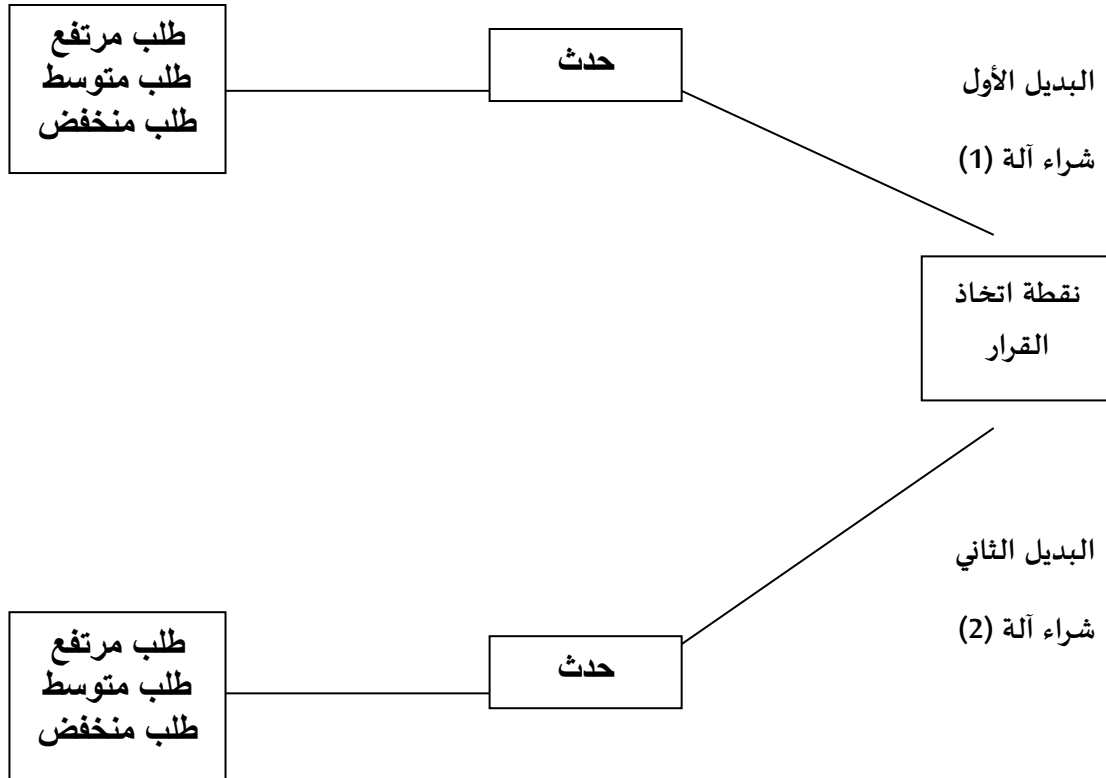 البديل الأول
شراء آلة (1)
حدث
طلب مرتفع
طلب متوسط
طلب منخفض
نقطة اتخاذ
القرار
البديل الثاني
شراء آلة (2)
حدث
طلب مرتفع
طلب متوسط
طلب منخفض